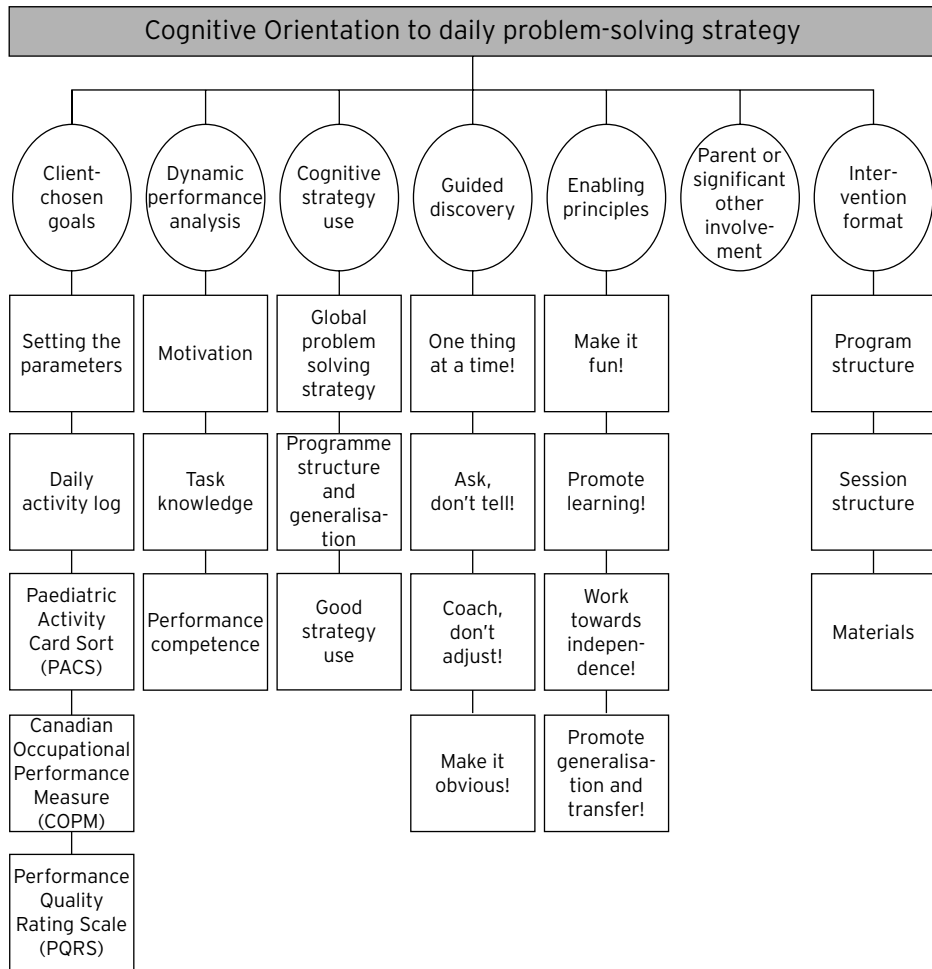 Cognitive Orientation to daily problem-solving strategy
Client-
chosen
goals
Dynamic
performance
analysis
Cognitive
strategy
use
Guided
discovery
Enabling
principles
Parent or
significant
other
involve-
ment
Inter-
vention
format
Setting the
parameters
Motivation
Global
problem
solving
strategy
One thing
at a time!
Make it
fun!
Program
structure
Daily
activity log
Task
knowledge
Programme
structure
and
generalisa-
tion
Ask,
don't tell!
Promote
learning!
Session
structure
Paediatric
Activity
Card Sort
(PACS)
Performance
competence
Good
strategy
use
Coach,
don't
adjust!
Work
towards
indepen-
dence!
Materials
Canadian
Occupational
Performance
Measure
(COPM)
Make it
obvious!
Promote
generalisa-
tion and
transfer!
Performance
Quality
Rating Scale
(PQRS)